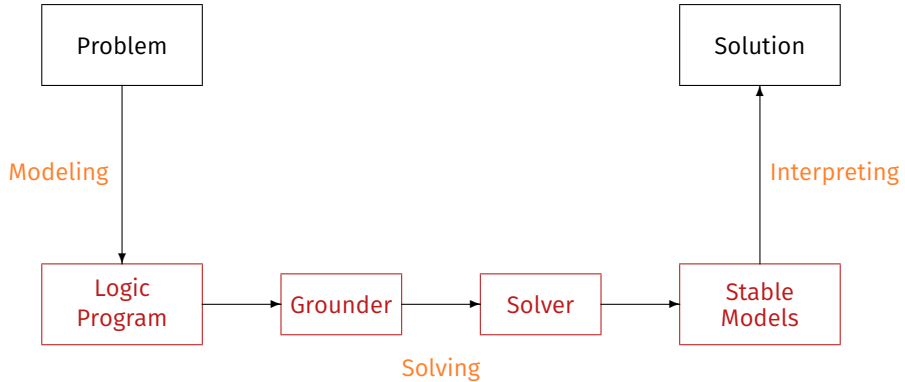 Problem
Solution
Modeling
Interpreting
Logic
Program
Grounder
Solver
Stable
Models
Solving